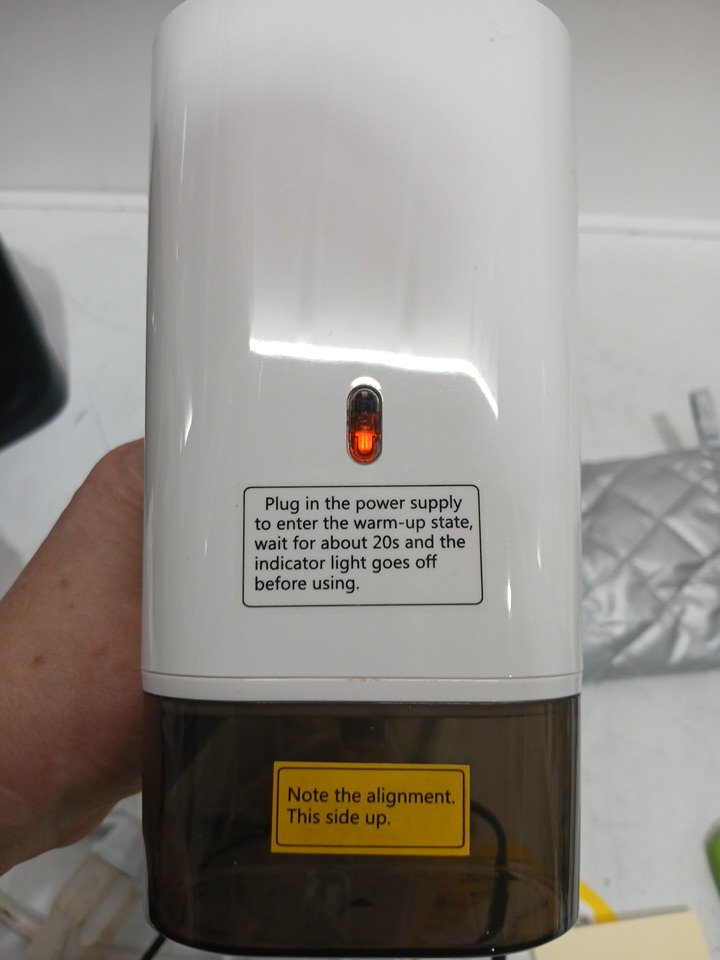 Plug in the power supply
to enter the warm-up state,
wait for about 20s and the
indicator light goes off
before using.
Note the alignment.
This side up.